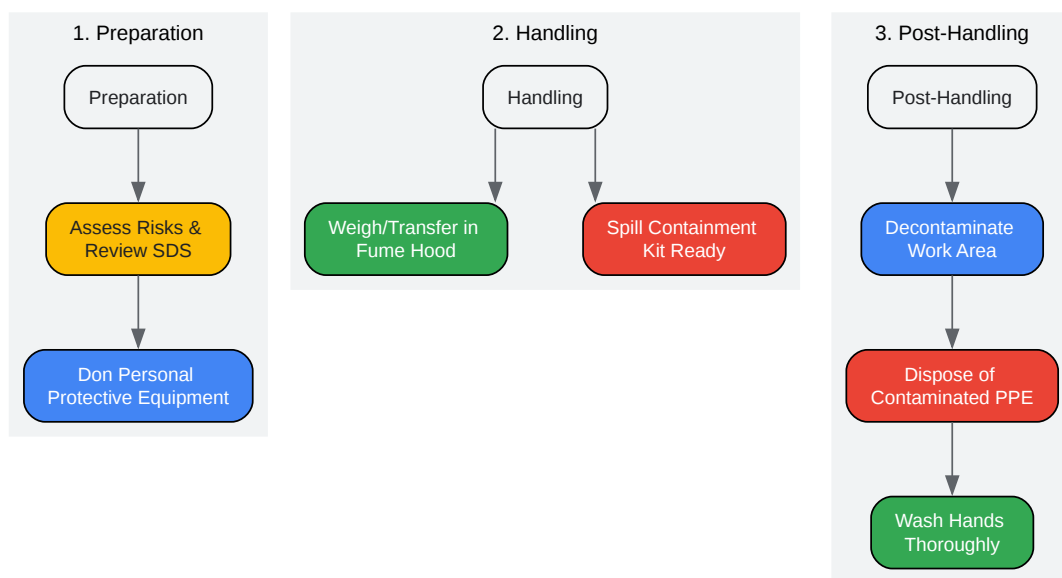 1. Preparation
Preparation
Assess Risks &
Review SDS
Don Personal
Protective Equipment
2. Handling
Handling
Weigh/Transfer in
Fume Hood
Spill Containment
Kit Ready
3. Post-Handling
Post-Handling
Decontaminate
Work Area
Dispose of
Contaminated PPE
Wash Hands
Thoroughly